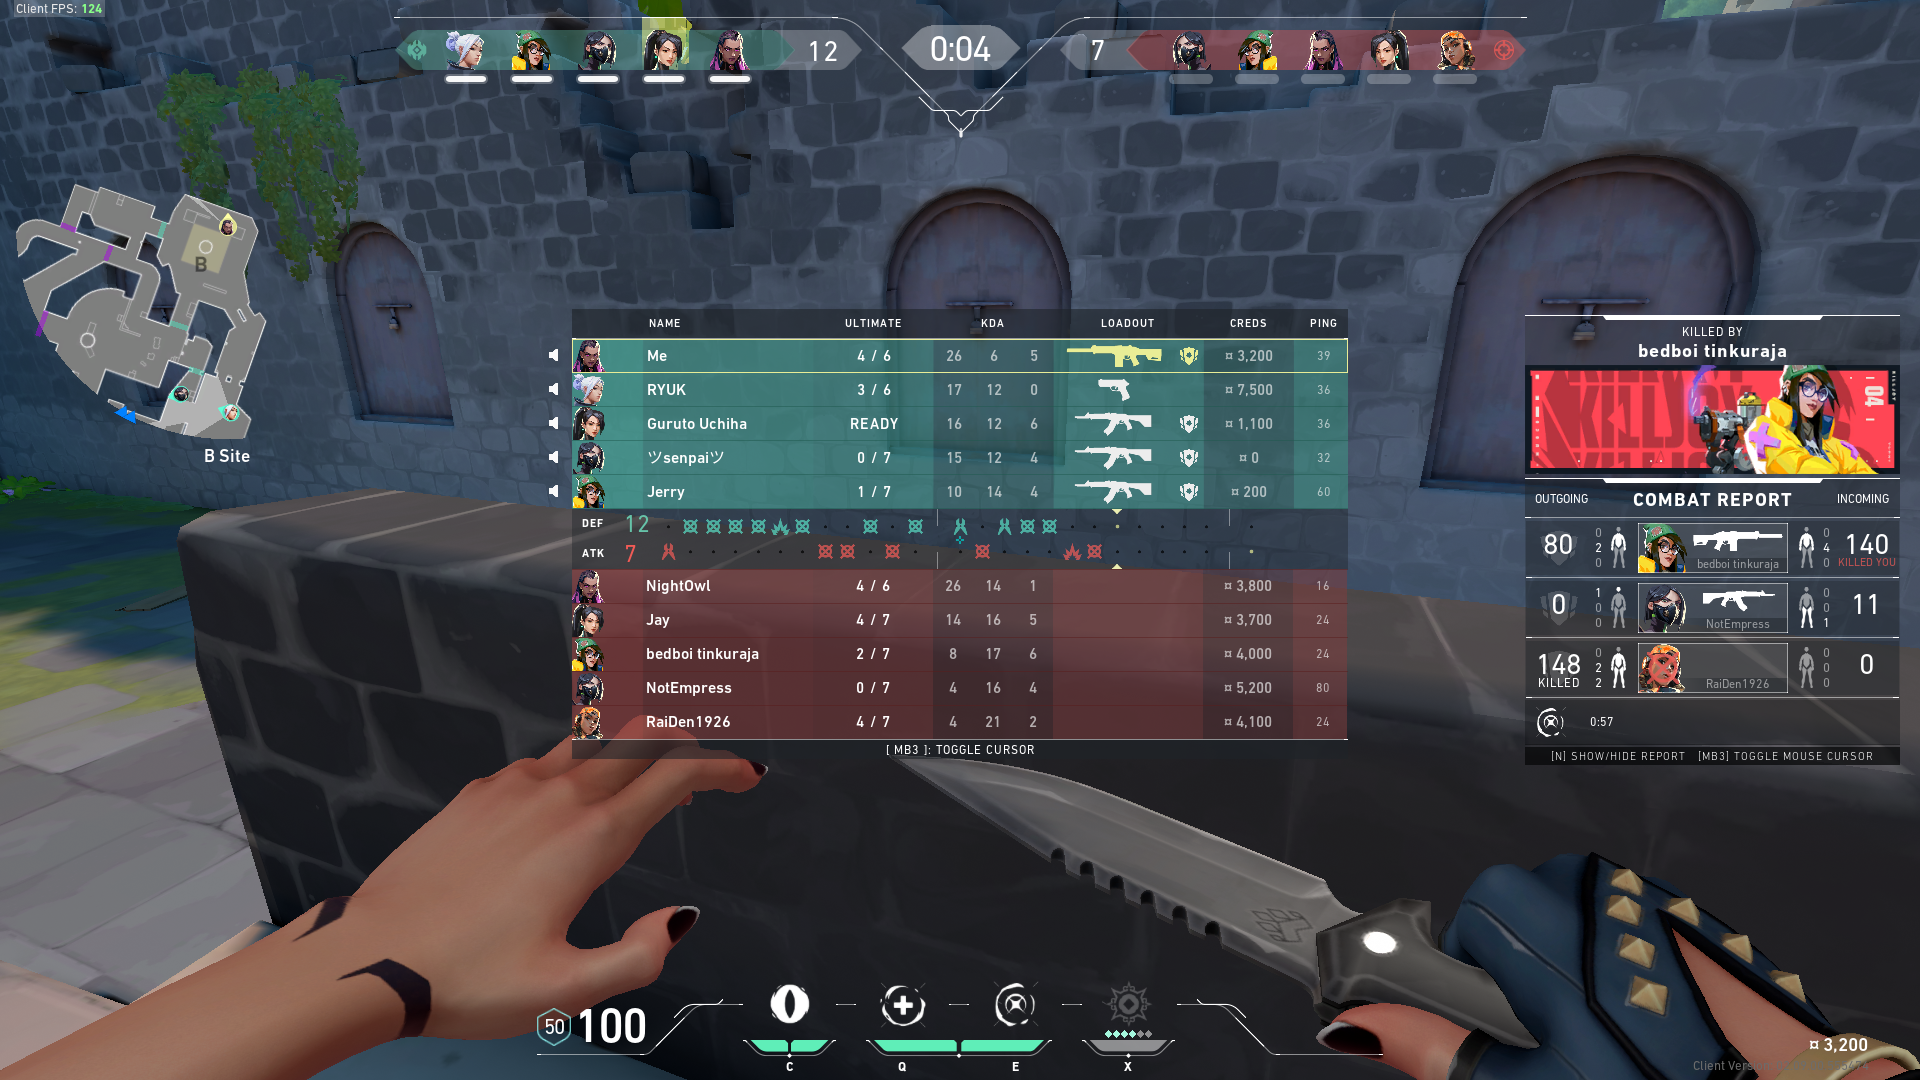 Client FPS: 124
12
0:04
7
B
B Site
NAME ULTIMATE KDA LOADOUT CREDS PING
Me 4 / 6 26 6 5 ¤ 3,200 39
RYUK 3 / 6 17 12 0 ¤ 7,500 36
Guruto Uchiha READY 16 12 6 ¤ 1,100 36
ツsenpaiツ 0 / 7 15 12 4 ¤ 0 32
Jerry 1 / 7 10 14 4 ¤ 200 60
DEF 12
ATK 7
NightOwl 4 / 6 26 14 1 ¤ 3,800 16
Jay 4 / 7 14 16 5 ¤ 3,700 24
bedboi tinkuraja 2 / 7 8 17 6 ¤ 4,000 24
NotEmpress 0 / 7 4 16 4 ¤ 5,200 80
RaiDen1926 4 / 7 4 21 2 ¤ 4,100 24
[ MB3 ]: TOGGLE CURSOR
KILLED BY
bedboi tinkuraja
KILLJOY
04
OUTGOING COMBAT REPORT INCOMING
80 0 2 0 bedboi tinkuraja 0 4 0 140
KILLED YOU
0 1 0 0 NotEmpress 0 0 1 11
148 0 2 2 RaiDen1926 0 0 0 0
KILLED
0:57
[N] SHOW/HIDE REPORT [MB3] TOGGLE MOUSE CURSOR
50 100
C Q E X
¤ 3,200